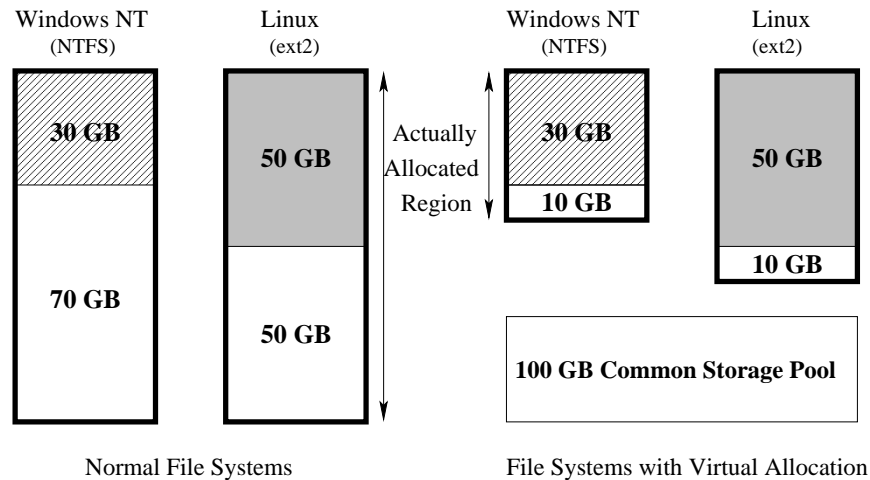 Windows NT
(NTFS)
Linux
(ext2)
Windows NT
(NTFS)
Linux
(ext2)
30 GB
70 GB
50 GB
50 GB
Actually
Allocated
Region
30 GB
10 GB
50 GB
10 GB
100 GB Common Storage Pool
Normal File Systems
File Systems with Virtual Allocation